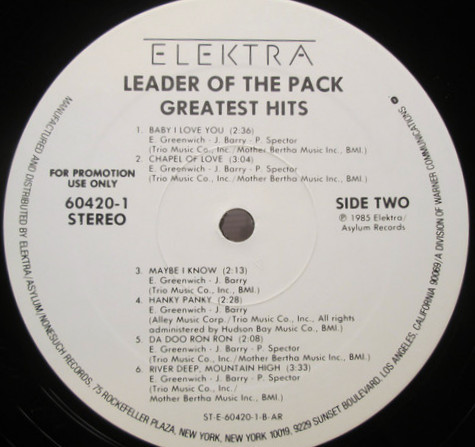 ELEKTRA
LEADER OF THE PACK
GREATEST HITS
1. BABY I LOVE YOU (2:36)
E. Greenwich - J. Barry - P. Spector
(Trio Music Co., Inc./Mother Bertha Music Inc., BMI.)
2. CHAPEL OF LOVE (3:04)
E. Greenwich - J. Barry - P. Spector
(Trio Music Co., Inc./Mother Bertha Music Inc., BMI.)
FOR PROMOTION
USE ONLY
60420-1
STEREO
SIDE TWO
℗ 1985 Elektra/
Asylum Records
3. MAYBE I KNOW (2:13)
E. Greenwich - J. Barry
(Trio Music Co., Inc., BMI.)
4. HANKY PANKY (2:28)
E. Greenwich - J. Barry
(Alley Music Corp./Trio Music Co., Inc. All rights
administered by Hudson Bay Music Co., BMI.)
5. DA DOO RON RON (2:08)
E. Greenwich - J. Barry - P. Spector
(Trio Music Co., Inc./Mother Bertha Music Inc., BMI.)
6. RIVER DEEP, MOUNTAIN HIGH (3:33)
E. Greenwich - J. Barry - P. Spector
(Trio Music Co., Inc./
Mother Bertha Music Inc., BMI.)
ST-E-60420-1-B-AR
MANUFACTURED AND DISTRIBUTED BY ELEKTRA/ASYLUM/NONESUCH RECORDS, 75 ROCKEFELLER PLAZA, NEW YORK, NEW YORK 10019, 9229 SUNSET BOULEVARD, LOS ANGELES, CALIFORNIA 90069/A DIVISION OF WARNER COMMUNICATIONS